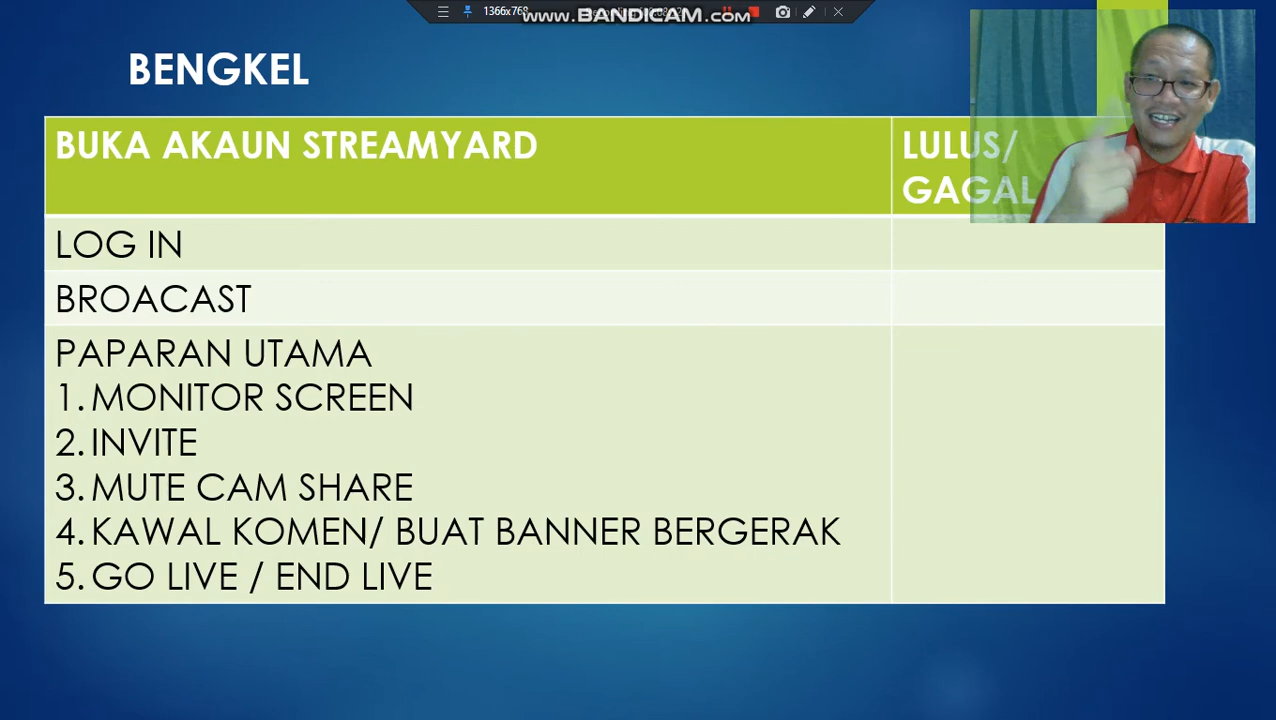 1366x768
www.BANDICAM.com
BENGKEL
BUKA AKAUN STREAMYARD
LULUS/
GAGAL
LOG IN
BROACAST
PAPARAN UTAMA
1. MONITOR SCREEN
2. INVITE
3. MUTE CAM SHARE
4. KAWAL KOMEN/ BUAT BANNER BERGERAK
5. GO LIVE / END LIVE